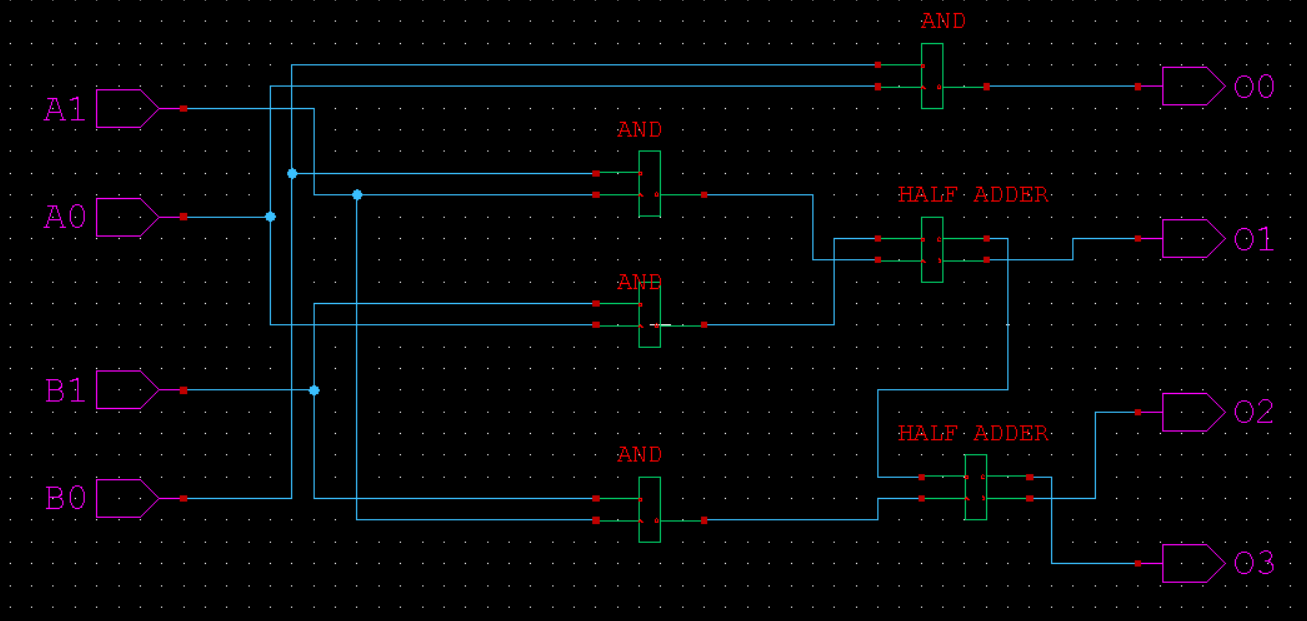 AND
O0
A1
AND
HALF ADDER
A0
O1
AND
B1
O2
HALF ADDER
AND
B0
O3